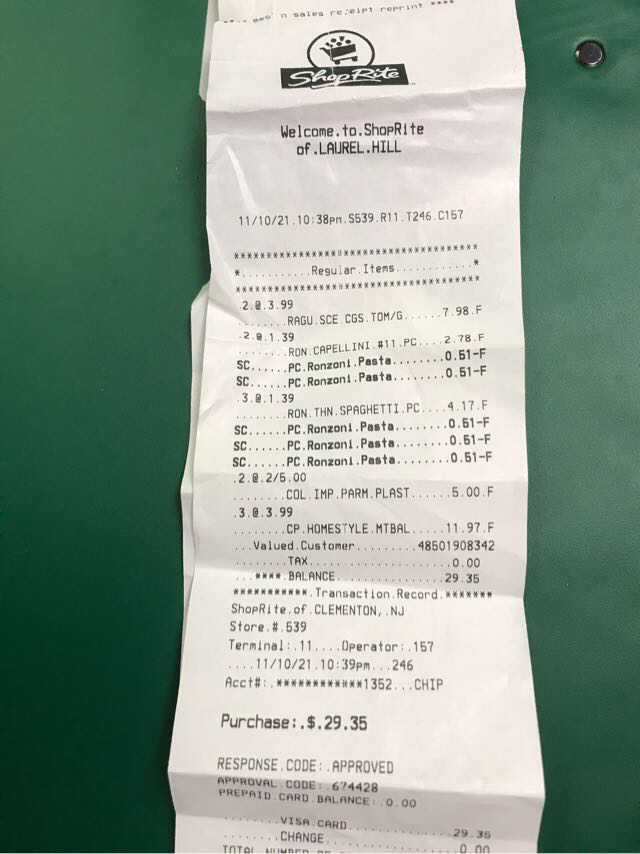 **** Begin sales receipt reprint ****
ShopRite
Welcome.to.ShopRite
of.LAUREL.HILL
11/10/21.10:38pm.S539.R11.T246.C157
************************************
*..........Regular.Items...........*
************************************
.2.@.3.99
........RAGU.SCE CGS.TOM/G......7.98.F
.2.@.1.39
........RON.CAPELLINI.#11.PC....2.78.F
SC......PC.Ronzoni.Pasta........0.51-F
SC......PC.Ronzoni.Pasta........0.51-F
.3.@.1.39
........RON.THN.SPAGHETTI.PC....4.17.F
SC......PC.Ronzoni.Pasta........0.51-F
SC......PC.Ronzoni.Pasta........0.51-F
SC......PC.Ronzoni.Pasta........0.51-F
.2.@.2/5.00
........COL.IMP.PARM.PLAST......5.00.F
.3.@.3.99
........CP.HOMESTYLE.MTBAL.....11.97.F
...Valued.Customer.........48501908342
........TAX.....................0.00
...****.BALANCE................29.35
***********.Transaction.Record.*******
ShopRite.of.CLEMENTON,.NJ
Store.#.539
Terminal:.11....Operator:.157
....11/10/21.10:39pm...246
Acct#:.************1352...CHIP
Purchase:.$.29.35
RESPONSE.CODE:.APPROVED
APPROVAL.CODE:.674428
PREPAID.CARD.BALANCE:.0.00
........VISA.CARD..............29.35
........CHANGE..................0.00
TOTAL NUMBER OF